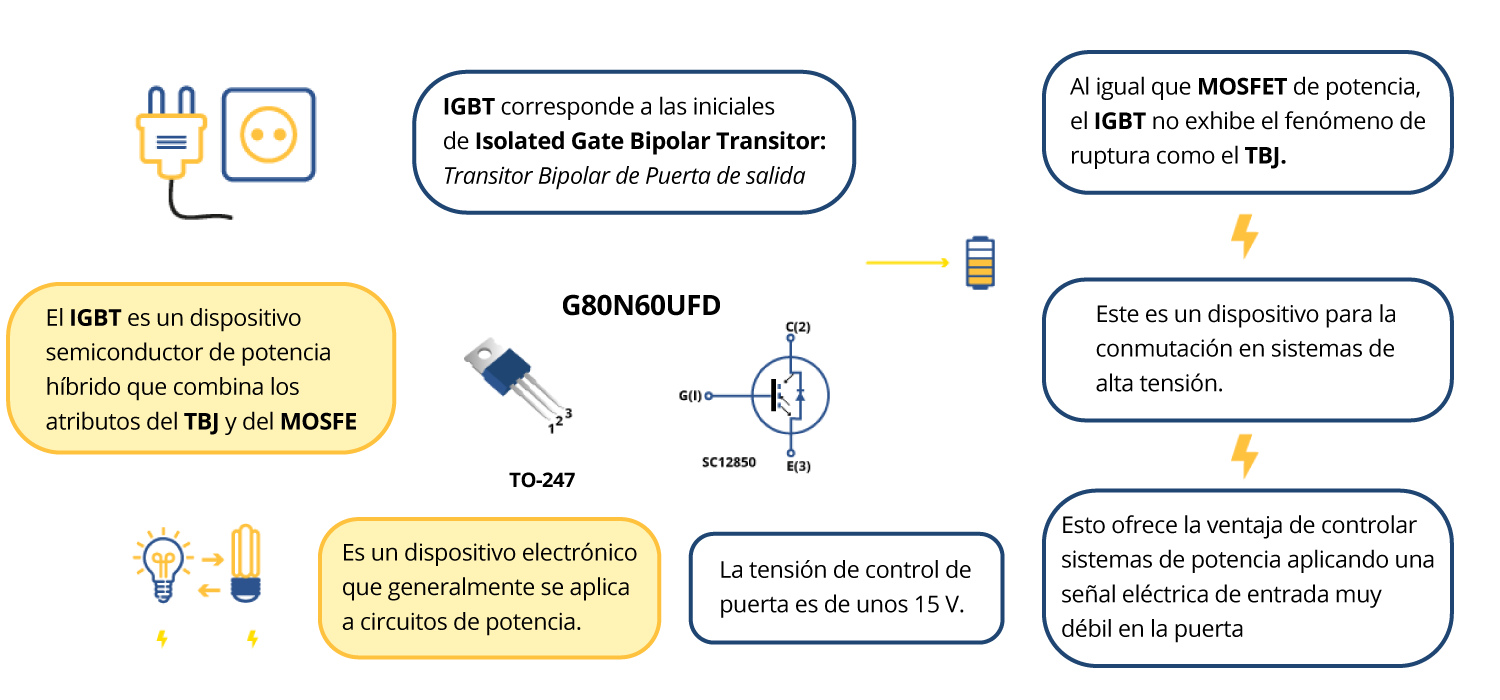 IGBT corresponde a las iniciales
de Isolated Gate Bipolar Transitor:
Transitor Bipolar de Puerta de salida
Al igual que MOSFET de potencia,
el IGBT no exhibe el fenómeno de
ruptura como el TBJ.
El IGBT es un dispositivo
semiconductor de potencia
híbrido que combina los
atributos del TBJ y del MOSFE
G80N60UFD
1 2 3
TO-247
C(2)
G(I)
E(3)
SC12850
Este es un dispositivo para la
conmutación en sistemas de
alta tensión.
Es un dispositivo electrónico
que generalmente se aplica
a circuitos de potencia.
La tensión de control de
puerta es de unos 15 V.
Esto ofrece la ventaja de controlar
sistemas de potencia aplicando una
señal eléctrica de entrada muy
débil en la puerta